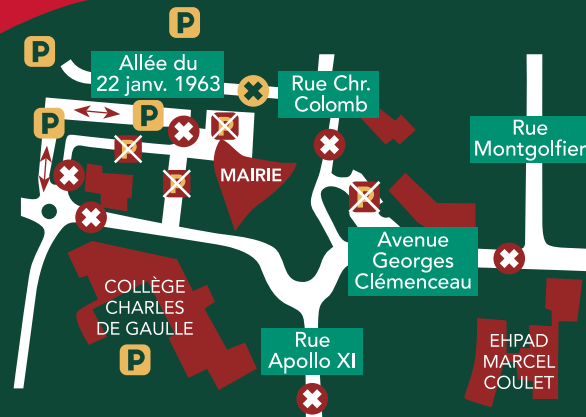 P
P
Allée du
22 janv. 1963
Rue Chr.
Colomb
P
P
P
P
Rue
Montgolfier
MAIRIE
P
P
Avenue
Georges
Clémenceau
COLLÈGE
CHARLES
DE GAULLE
P
Rue
Apollo XI
EHPAD
MARCEL
COULET